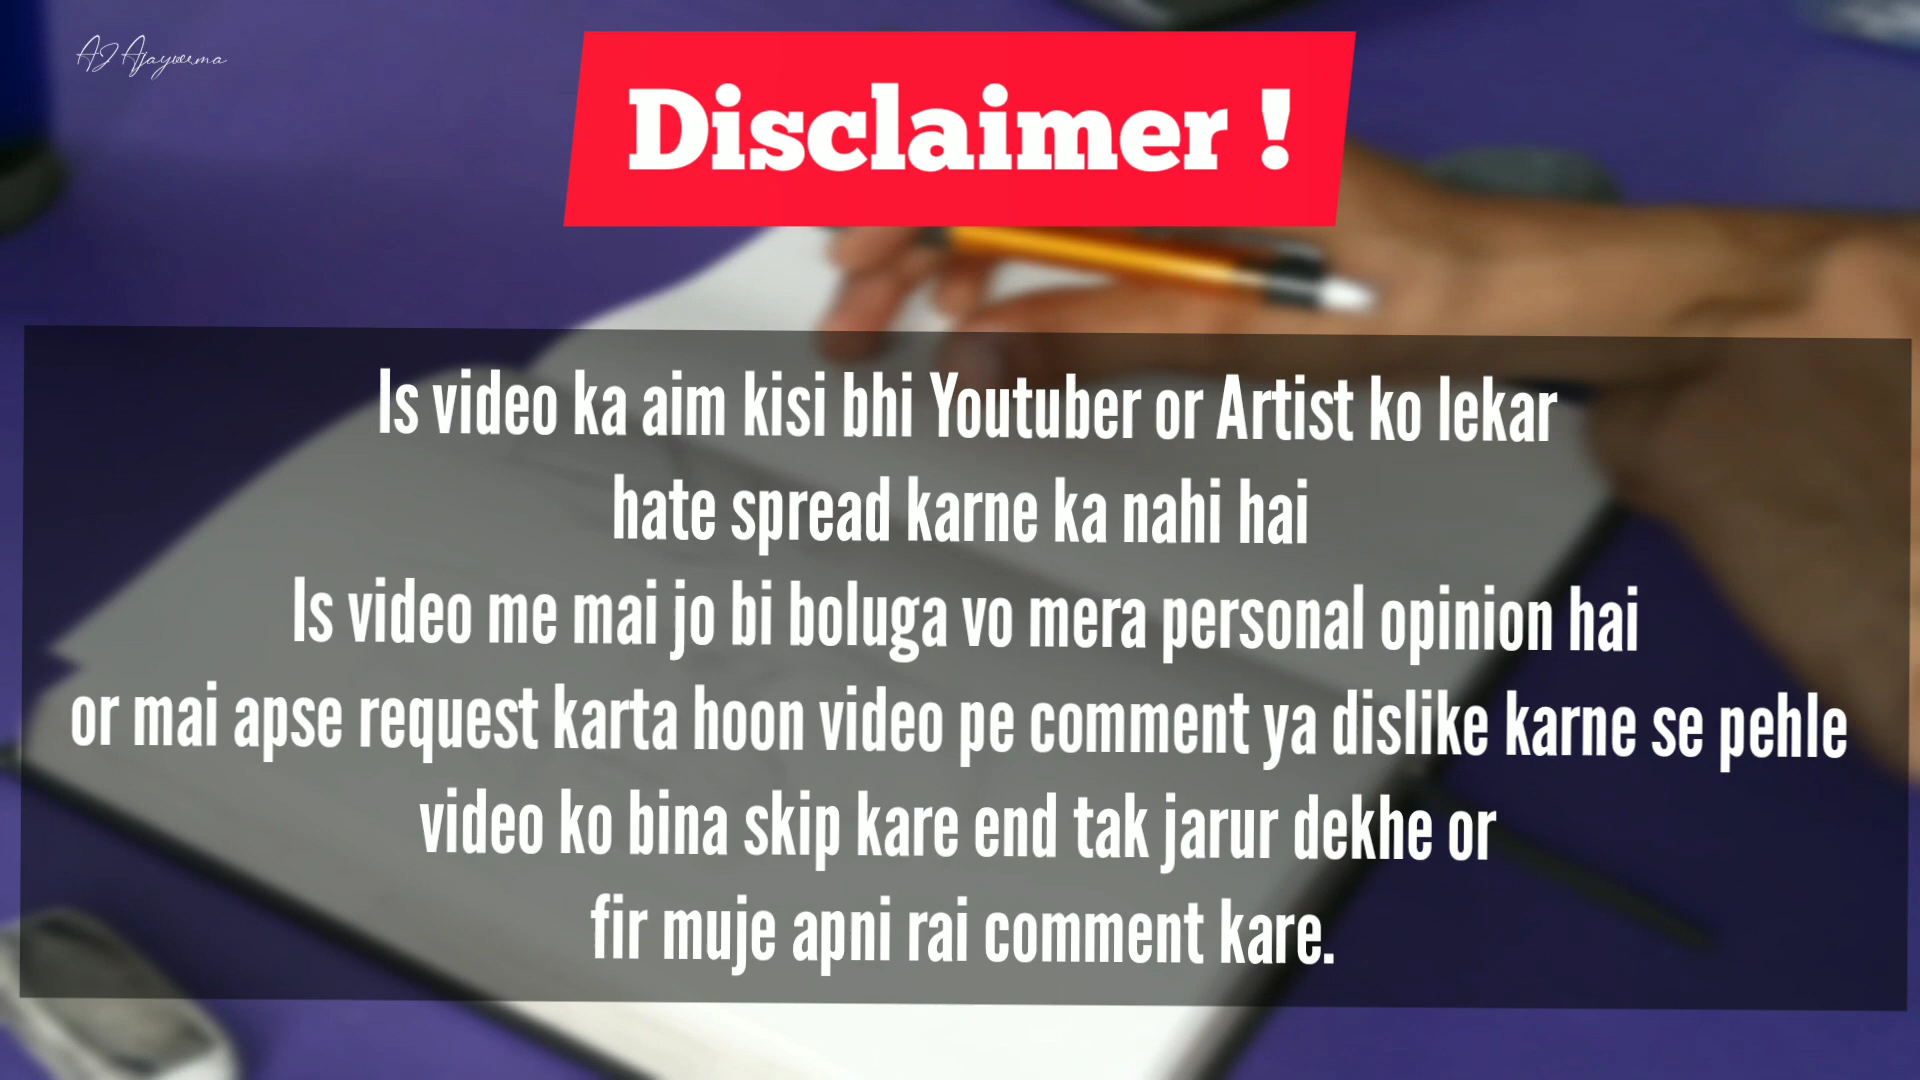 AJ Ajayverma
Disclaimer !
Is video ka aim kisi bhi Youtuber or Artist ko lekar
hate spread karne ka nahi hai
Is video me mai jo bi boluga vo mera personal opinion hai
or mai apse request karta hoon video pe comment ya dislike karne se pehle
video ko bina skip kare end tak jarur dekhe or
fir muje apni rai comment kare.